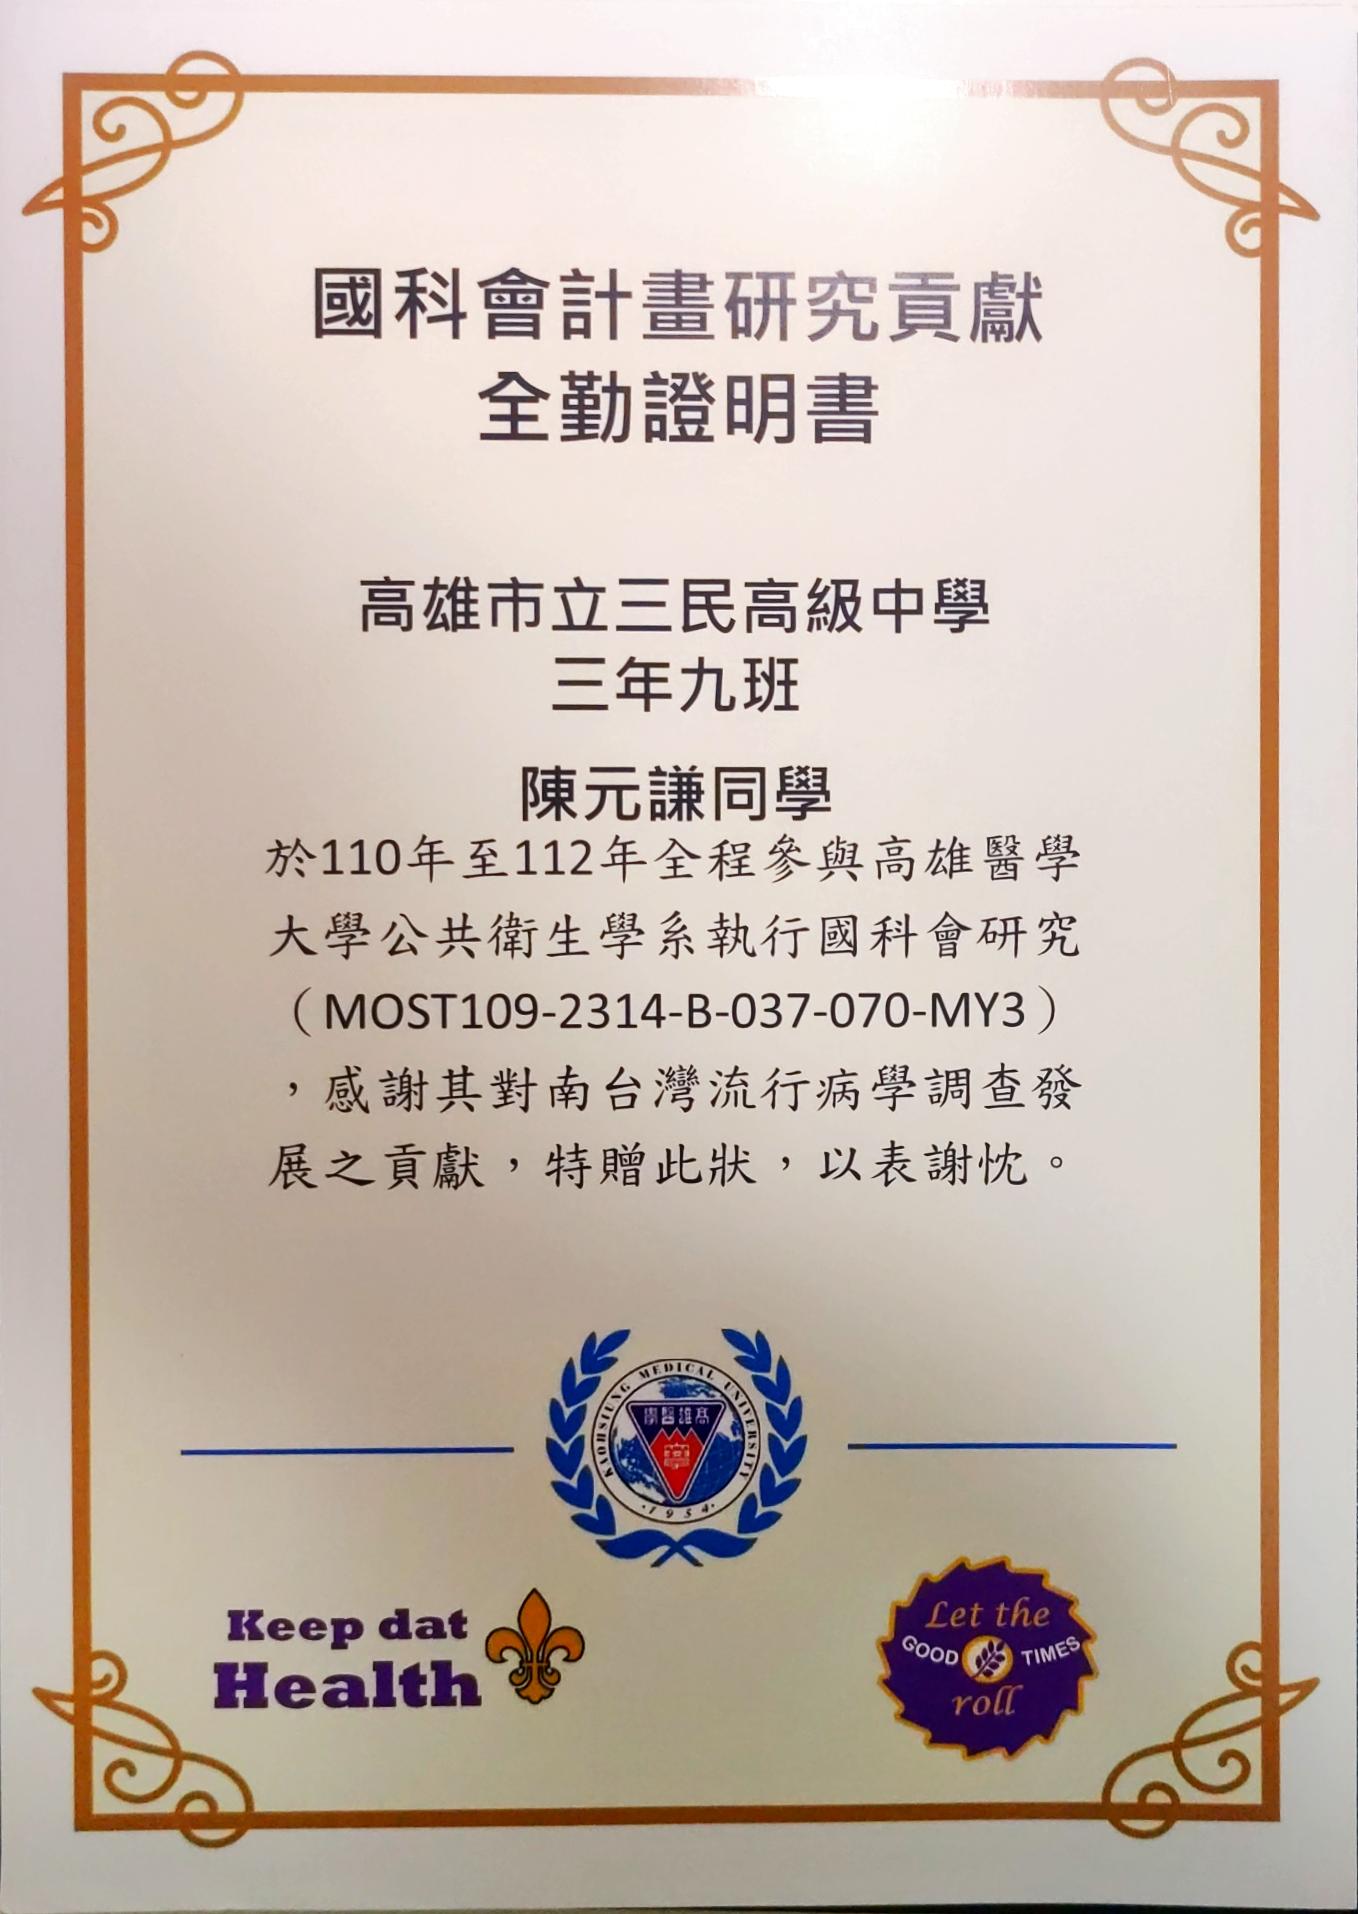 國科會計畫研究貢獻
全勤證明書
高雄市立三民高級中學
三年九班
陳元謙同學
於110年至112年全程參與高雄醫學
大學公共衛生學系執行國科會研究
（MOST109-2314-B-037-070-MY3）
，感謝其對南台灣流行病學調查發
展之貢獻，特贈此狀，以表謝忱。
KAOHSIUNG MEDICAL UNIVERSITY
學醫雄高
·1954·
Keep dat
Health
Let the
GOOD TIMES
roll